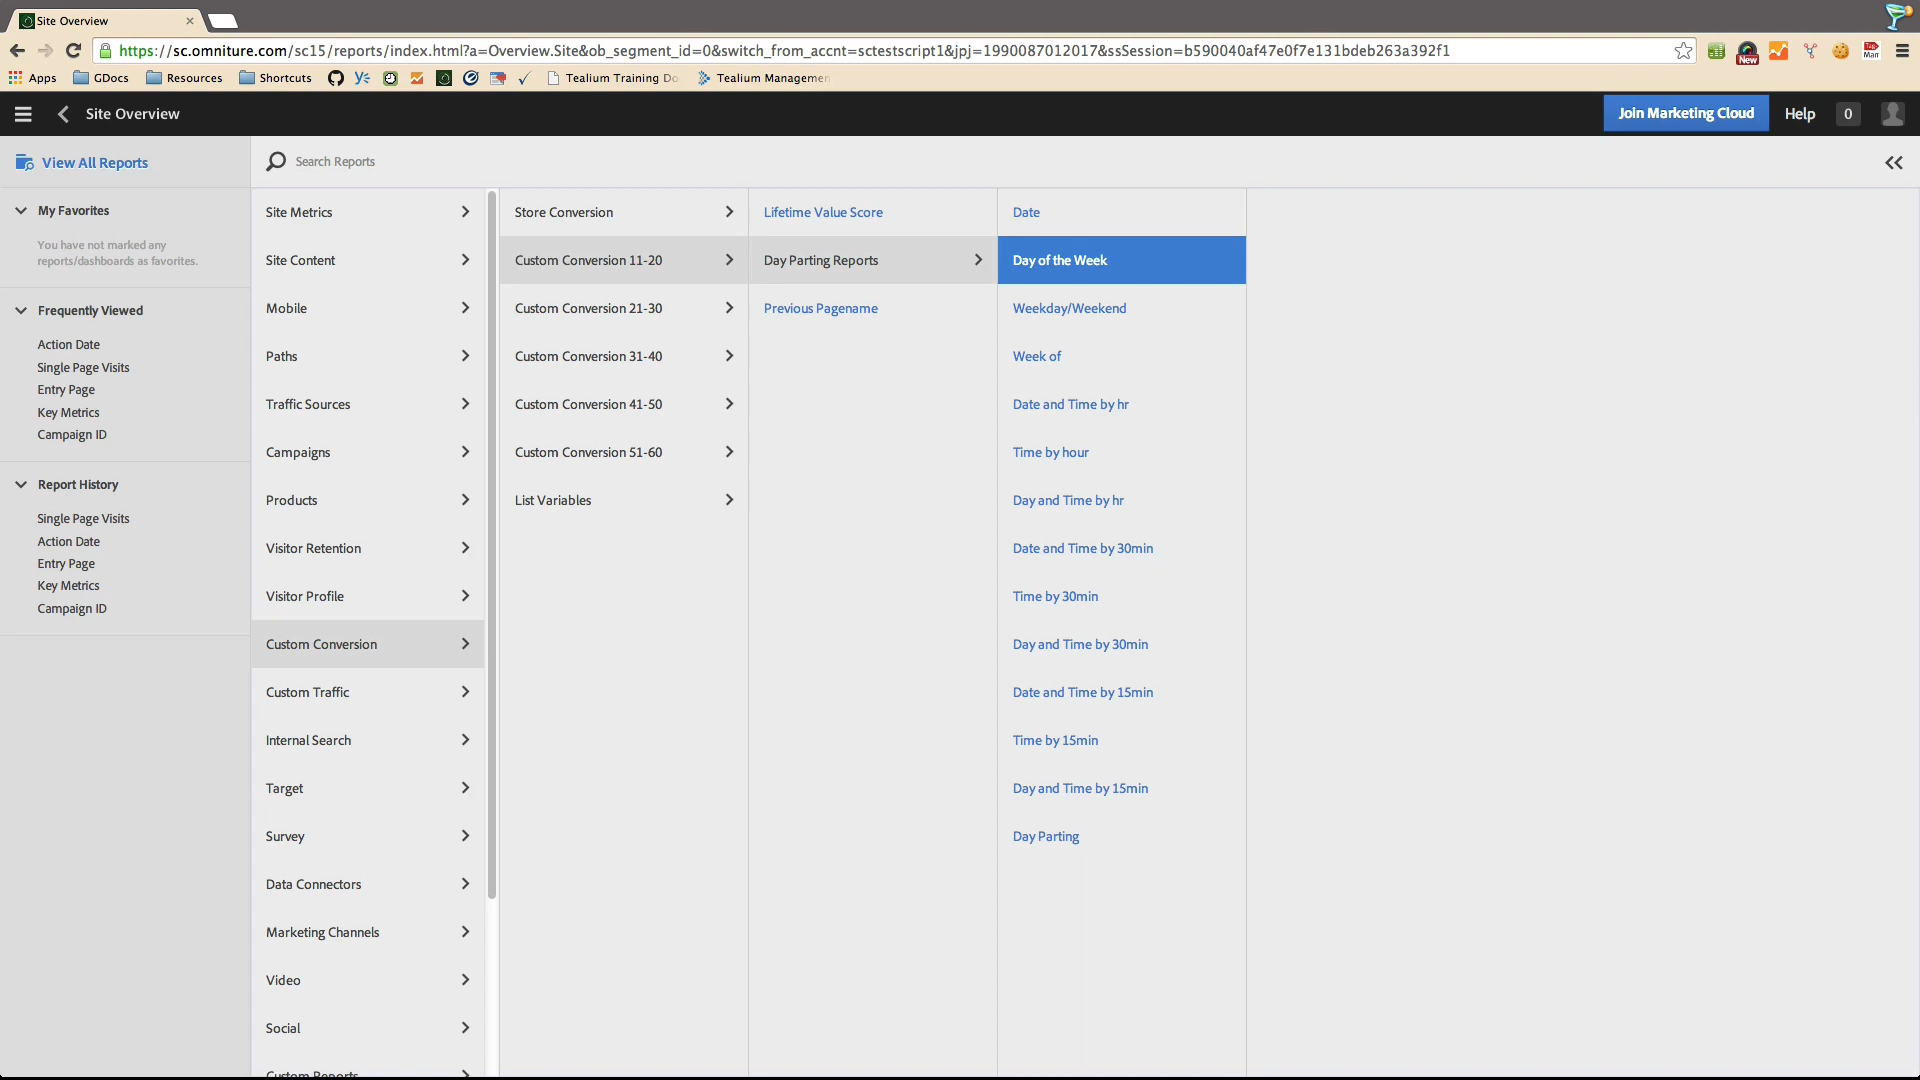 Site Overview
https://sc.omniture.com/sc15/reports/index.html?a=Overview.Site&ob_segment_id=0&switch_from_accnt=sctestscript1&jpj=1990087012017&ssSession=b590040af47e0f7e131bdeb263a392f1
New
Apps GDocs Resources Shortcuts Tealium Training Do Tealium Managemen
Site Overview
Join Marketing Cloud Help 0
View All Reports
Search Reports
My Favorites
You have not marked any
reports/dashboards as favorites.
Frequently Viewed
Action Date
Single Page Visits
Entry Page
Key Metrics
Campaign ID
Report History
Single Page Visits
Action Date
Entry Page
Key Metrics
Campaign ID
Site Metrics
Site Content
Mobile
Paths
Traffic Sources
Campaigns
Products
Visitor Retention
Visitor Profile
Custom Conversion
Custom Traffic
Internal Search
Target
Survey
Data Connectors
Marketing Channels
Video
Social
Custom Reports
Store Conversion
Custom Conversion 11-20
Custom Conversion 21-30
Custom Conversion 31-40
Custom Conversion 41-50
Custom Conversion 51-60
List Variables
Lifetime Value Score
Day Parting Reports
Previous Pagename
Date
Day of the Week
Weekday/Weekend
Week of
Date and Time by hr
Time by hour
Day and Time by hr
Date and Time by 30min
Time by 30min
Day and Time by 30min
Date and Time by 15min
Time by 15min
Day and Time by 15min
Day Parting